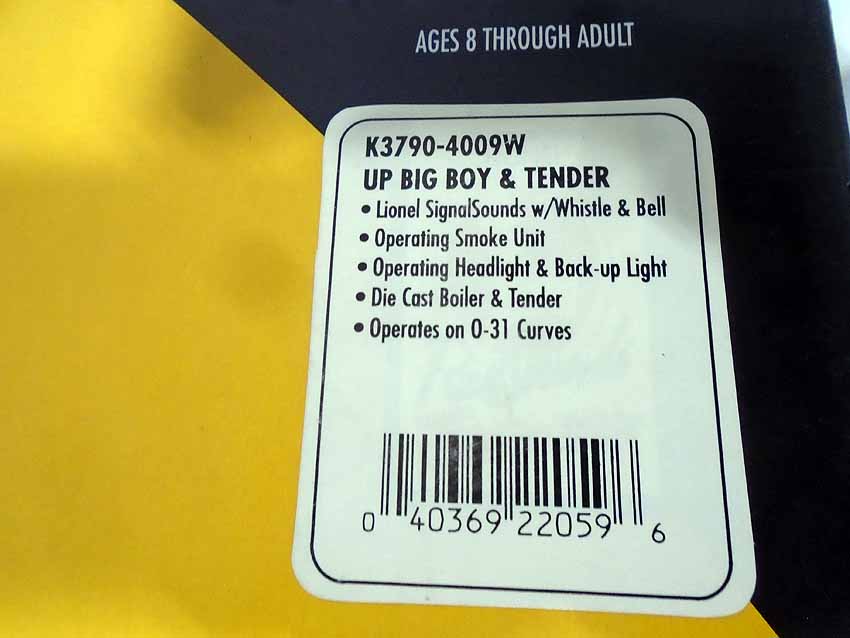 AGES 8 THROUGH ADULT
K3790-4009W
UP BIG BOY & TENDER
• Lionel SignalSounds w/Whistle & Bell
• Operating Smoke Unit
• Operating Headlight & Back-up Light
• Die Cast Boiler & Tender
• Operates on 0-31 Curves
0 40369 22059 6